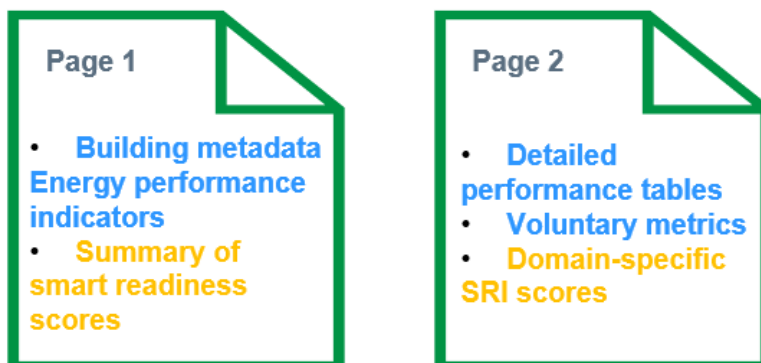 Page 1
• Building metadata
Energy performance
indicators
• Summary of
smart readiness
scores
Page 2
• Detailed
performance tables
• Voluntary metrics
• Domain-specific
SRI scores